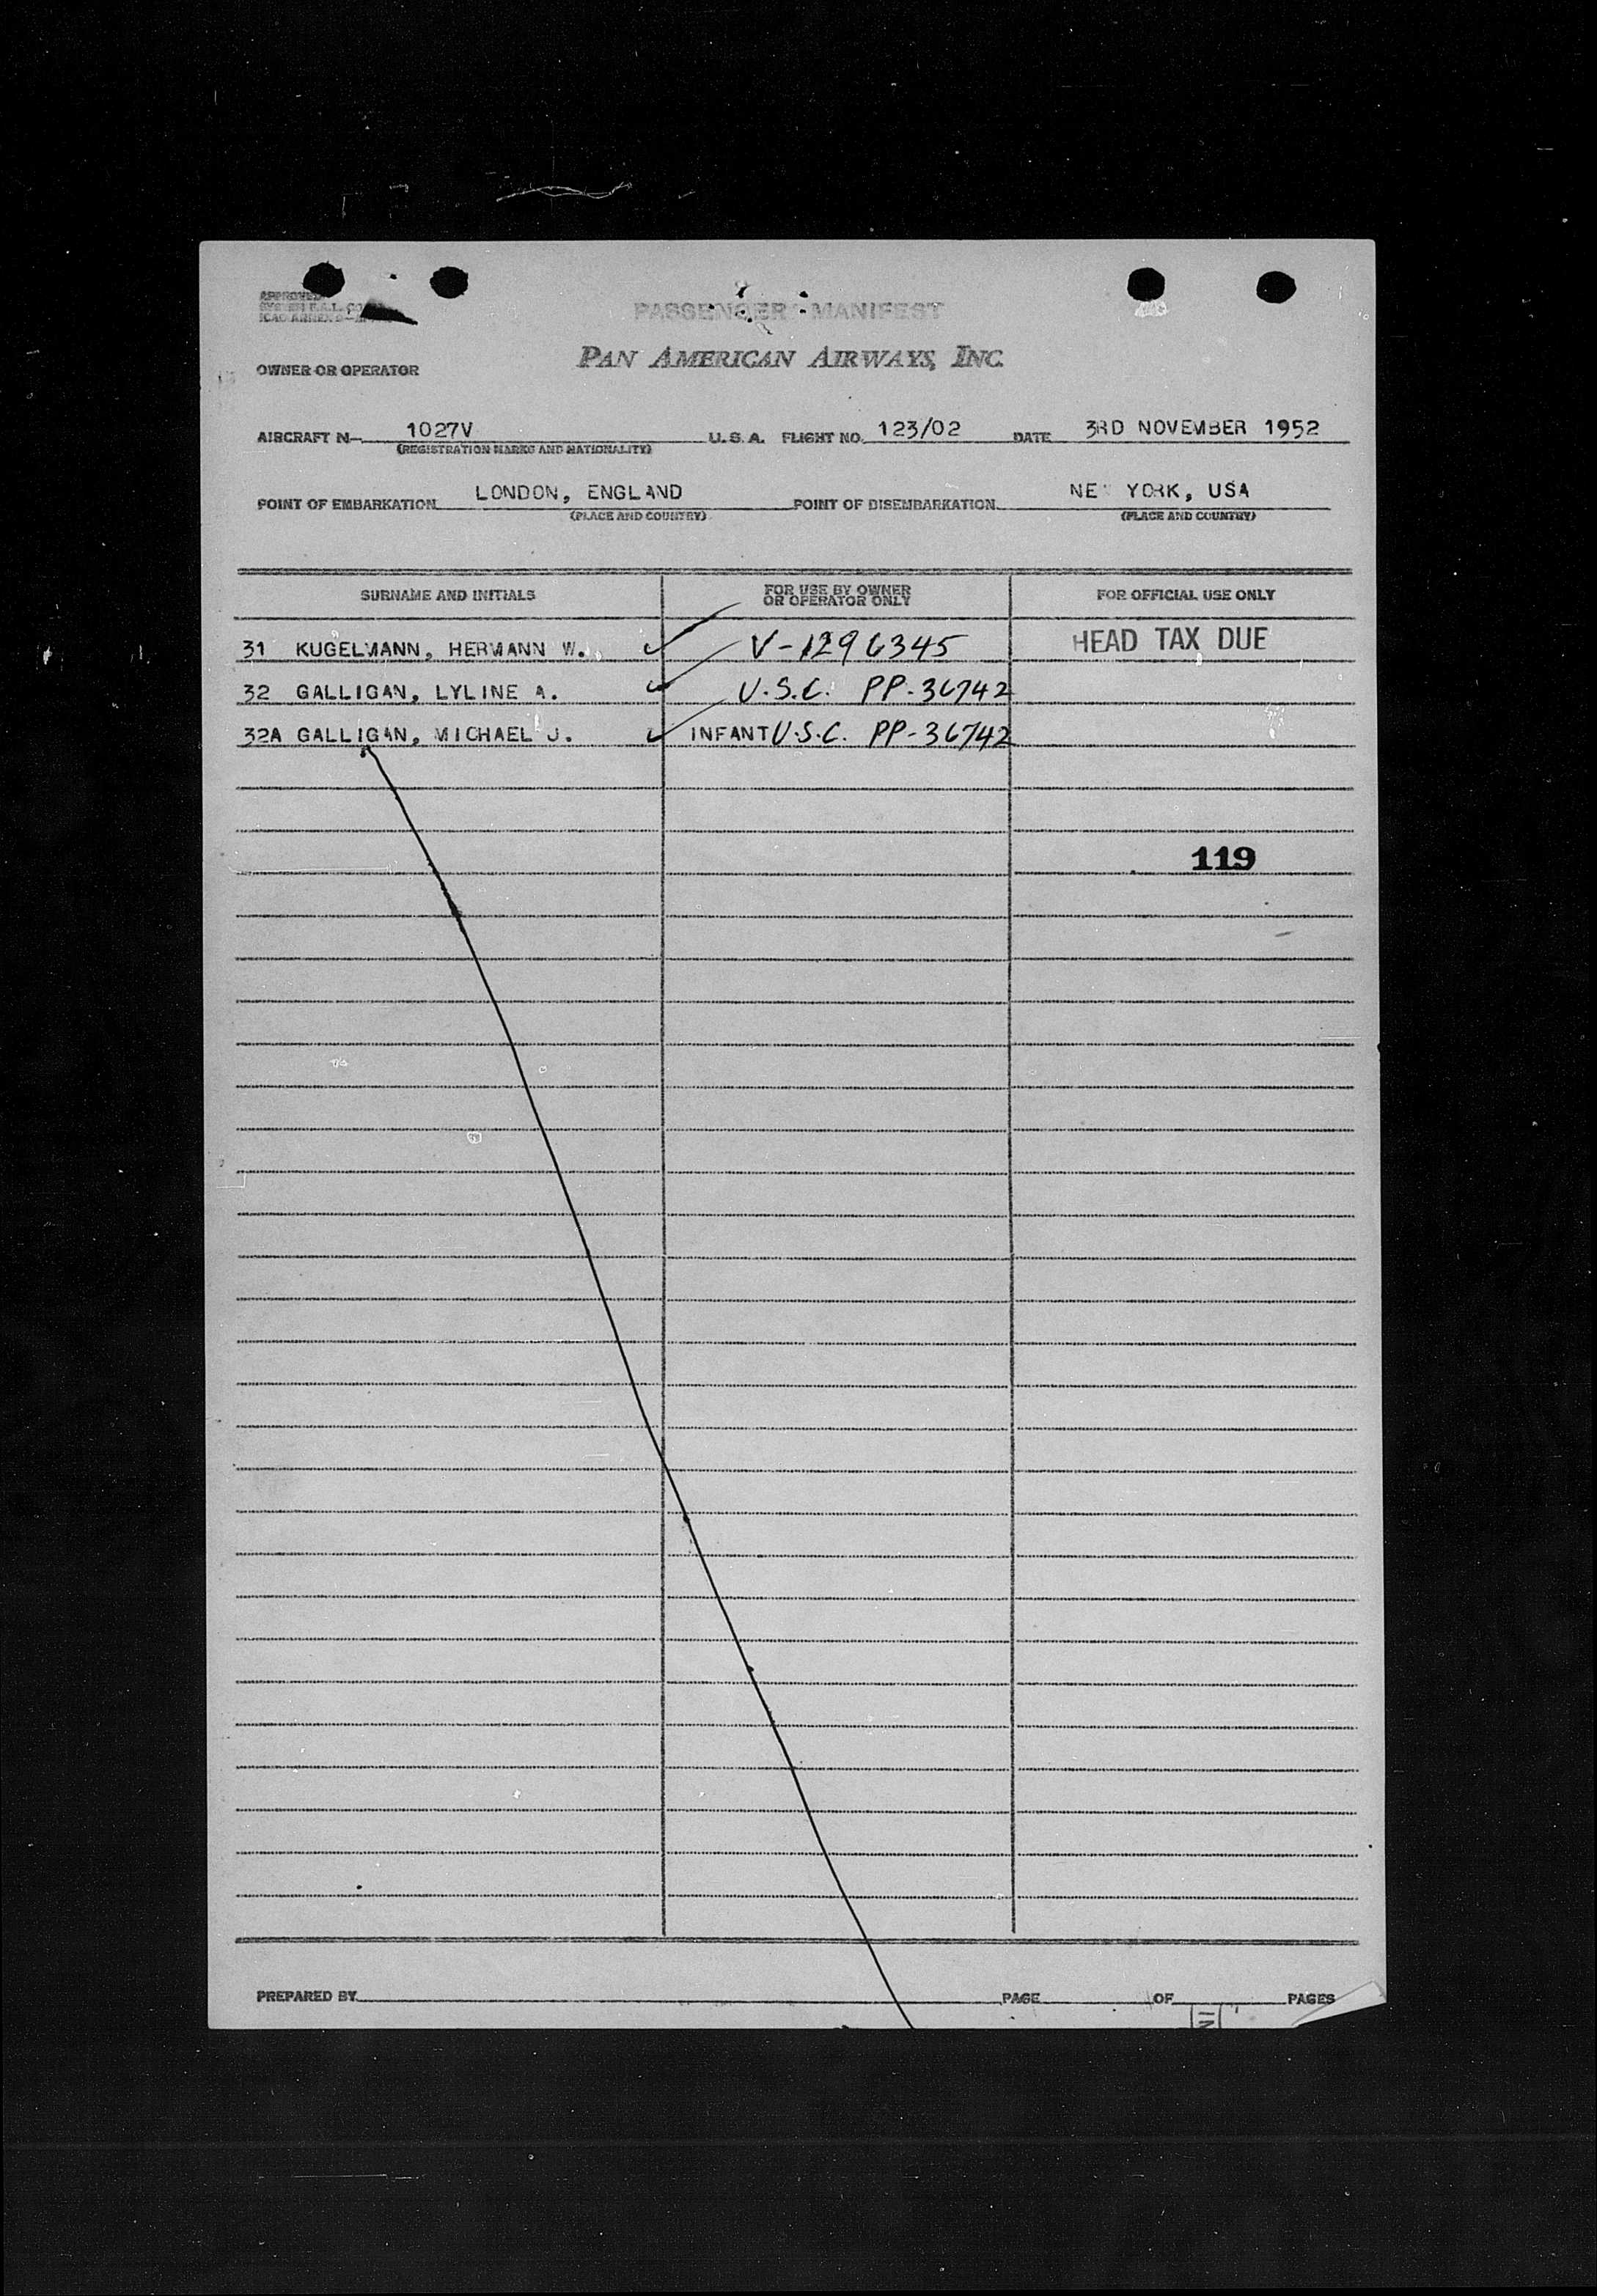 APPROVED
PASSENGER MANIFEST
OWNER OR OPERATOR PAN AMERICAN AIRWAYS, INC.
AIRCRAFT N- 1027V U.S.A. FLIGHT NO. 123/02 DATE 3RD NOVEMBER 1952
(REGISTRATION MARKS AND NATIONALITY)
POINT OF EMBARKATION LONDON, ENGLAND POINT OF DISEMBARKATION NEW YORK, USA
(PLACE AND COUNTRY) (PLACE AND COUNTRY)
SURNAME AND INITIALS FOR USE BY OWNER OR OPERATOR ONLY FOR OFFICIAL USE ONLY
31 KUGELMANN, HERMANN W. ✓ V-1296345 HEAD TAX DUE
32 GALLIGAN, LYLINE A. ✓ U.S.C. PP-36742
32A GALLIGAN, MICHAEL J. ✓ INFANT U.S.C. PP-36742
119
PREPARED BY PAGE OF PAGES